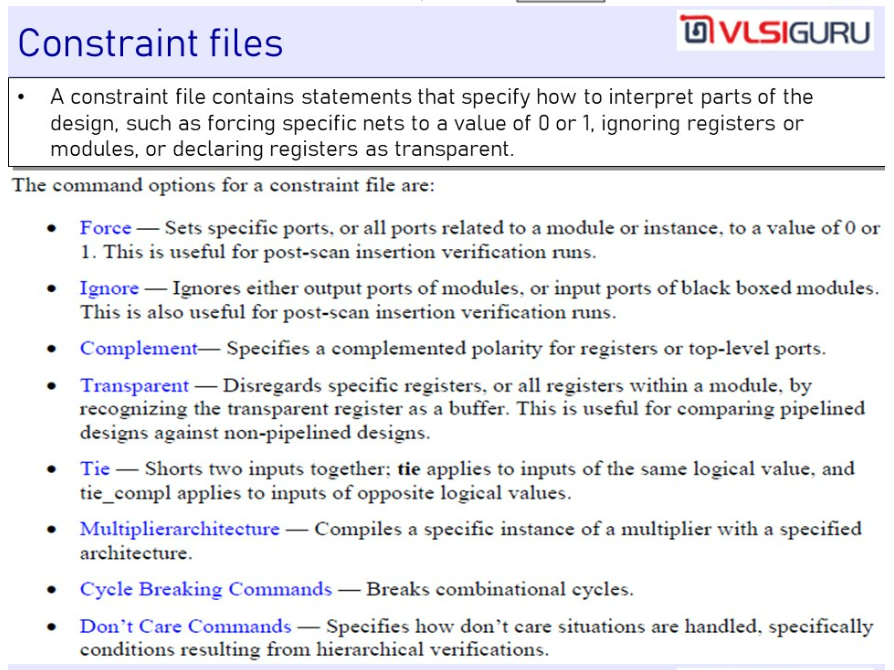 Constraint files
VLSIGURU
• A constraint file contains statements that specify how to interpret parts of the
design, such as forcing specific nets to a value of 0 or 1, ignoring registers or
modules, or declaring registers as transparent.
The command options for a constraint file are:
• Force — Sets specific ports, or all ports related to a module or instance, to a value of 0 or
1. This is useful for post-scan insertion verification runs.
• Ignore — Ignores either output ports of modules, or input ports of black boxed modules.
This is also useful for post-scan insertion verification runs.
• Complement— Specifies a complemented polarity for registers or top-level ports.
• Transparent — Disregards specific registers, or all registers within a module, by
recognizing the transparent register as a buffer. This is useful for comparing pipelined
designs against non-pipelined designs.
• Tie — Shorts two inputs together; tie applies to inputs of the same logical value, and
tie_compl applies to inputs of opposite logical values.
• Multiplierarchitecture — Compiles a specific instance of a multiplier with a specified
architecture.
• Cycle Breaking Commands — Breaks combinational cycles.
• Don't Care Commands — Specifies how don't care situations are handled, specifically
conditions resulting from hierarchical verifications.